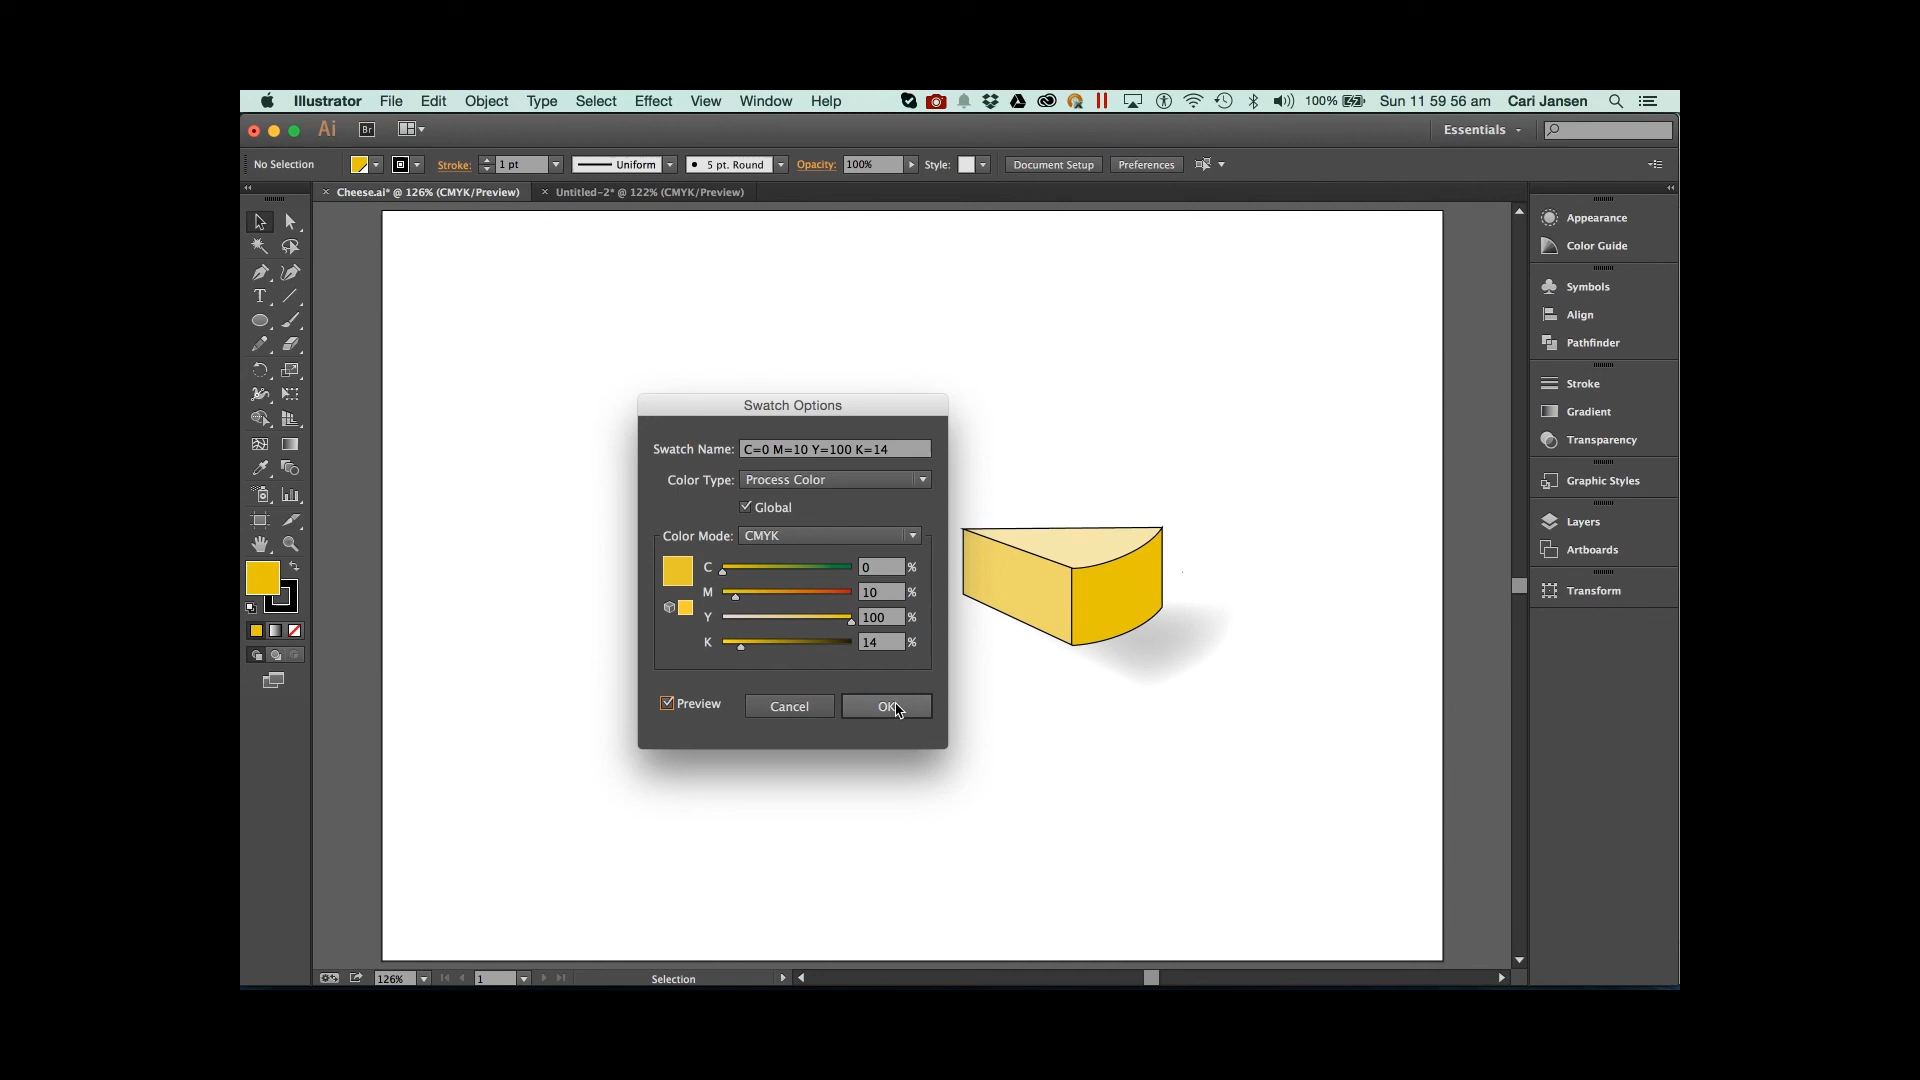 Illustrator File Edit Object Type Select Effect View Window Help 100% Sun 11 59 56 am Cari Jansen
Ai Br Essentials
No Selection Stroke: 1 pt Uniform 5 pt. Round Opacity: 100% Style: Document Setup Preferences
Cheese.ai* @ 126% (CMYK/Preview) Untitled-2* @ 122% (CMYK/Preview)
Appearance
Color Guide
Symbols
Align
Pathfinder
Stroke
Gradient
Transparency
Graphic Styles
Layers
Artboards
Transform
Swatch Options
Swatch Name: C=0 M=10 Y=100 K=14
Color Type: Process Color
Global
Color Mode: CMYK
C 0 %
M 10 %
Y 100 %
K 14 %
Preview Cancel OK
126% 1 Selection